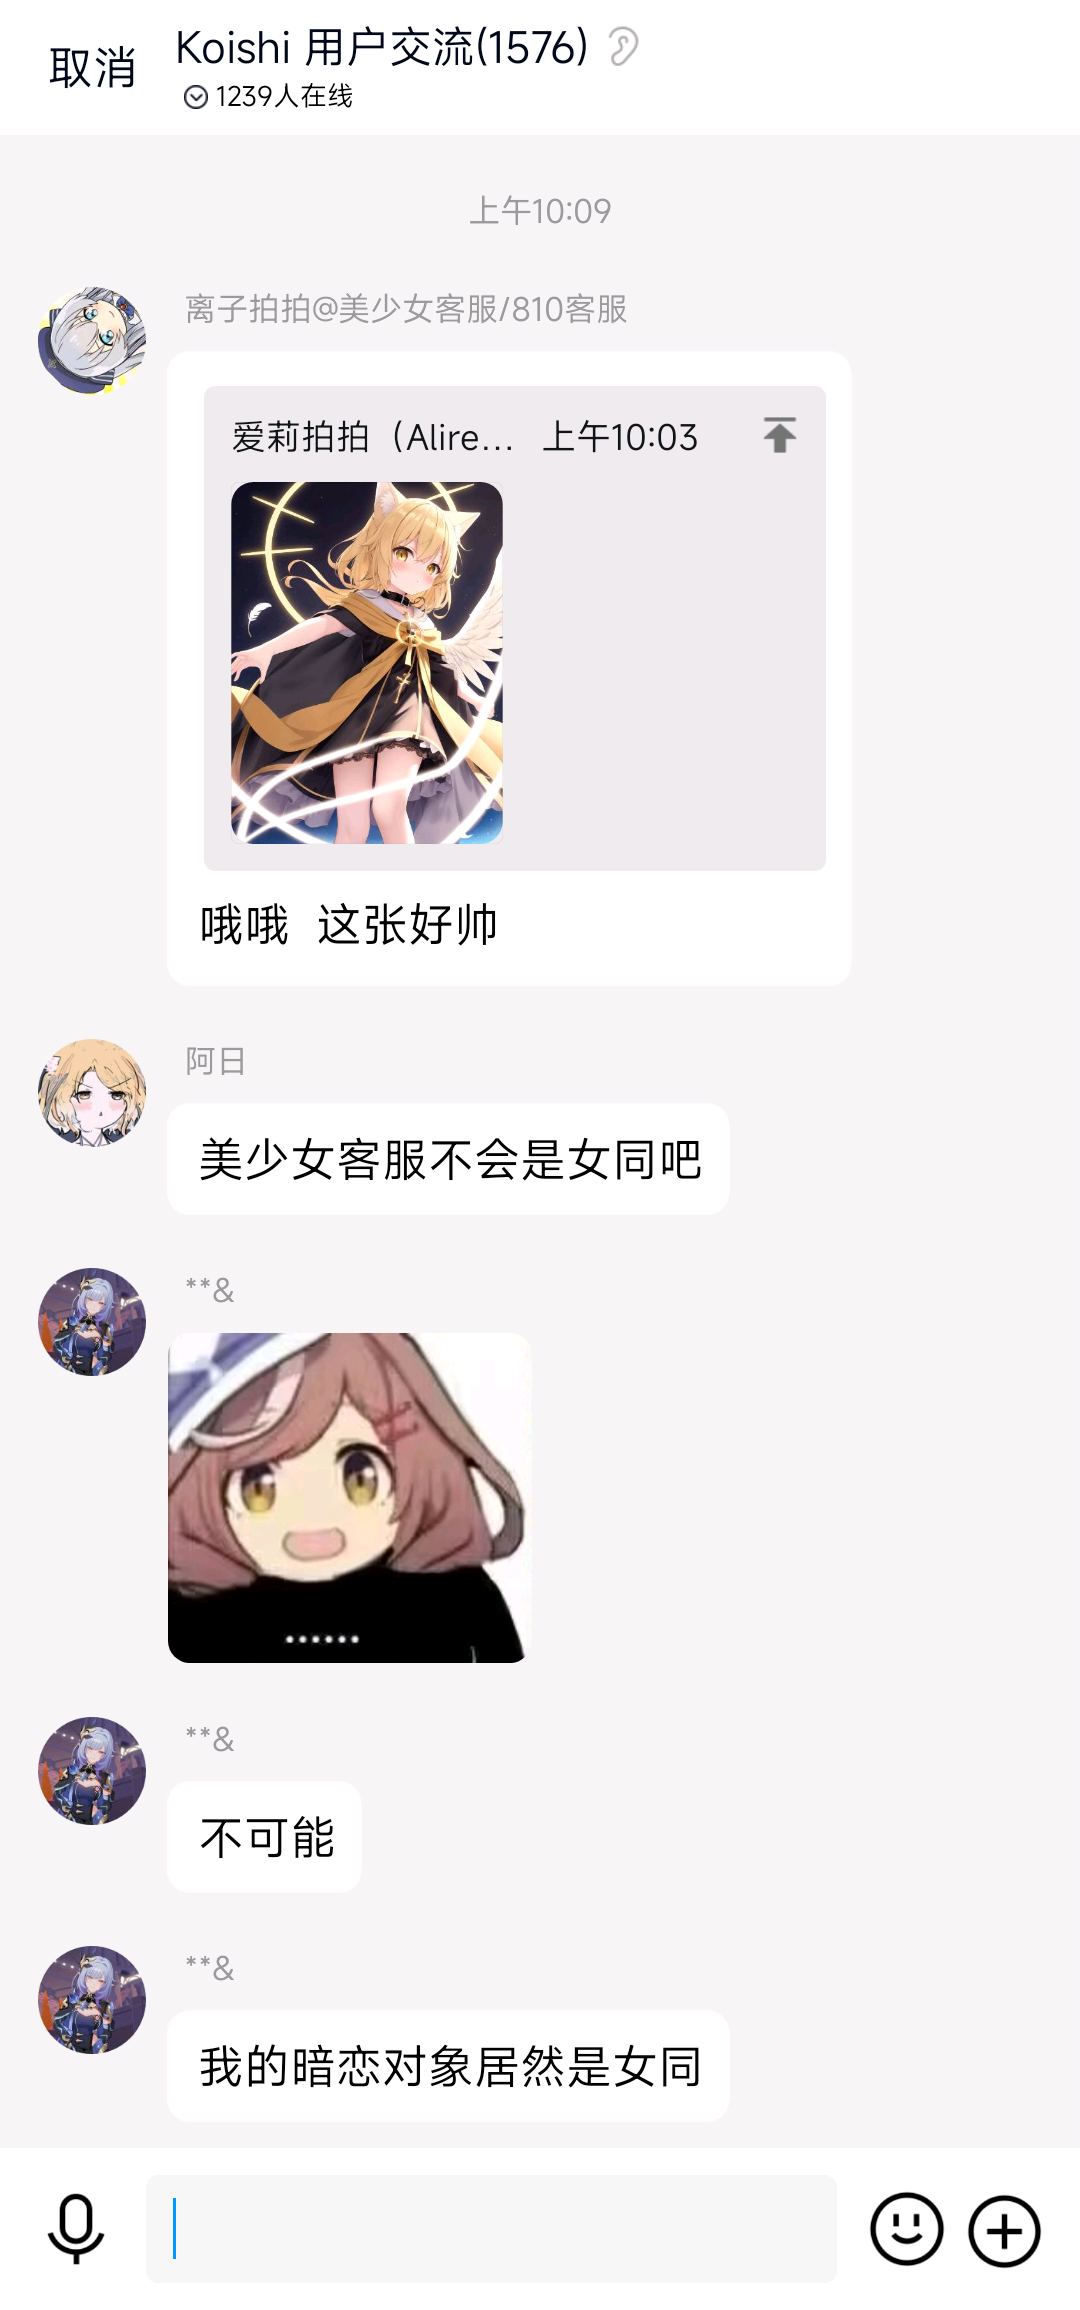 取消
Koishi 用户交流(1576)
1239人在线
上午10:09
离子拍拍@美少女客服/810客服
爱莉拍拍（Alire... 上午10:03
哦哦 这张好帅
阿日
美少女客服不会是女同吧
**&
......
**&
不可能
**&
我的暗恋对象居然是女同